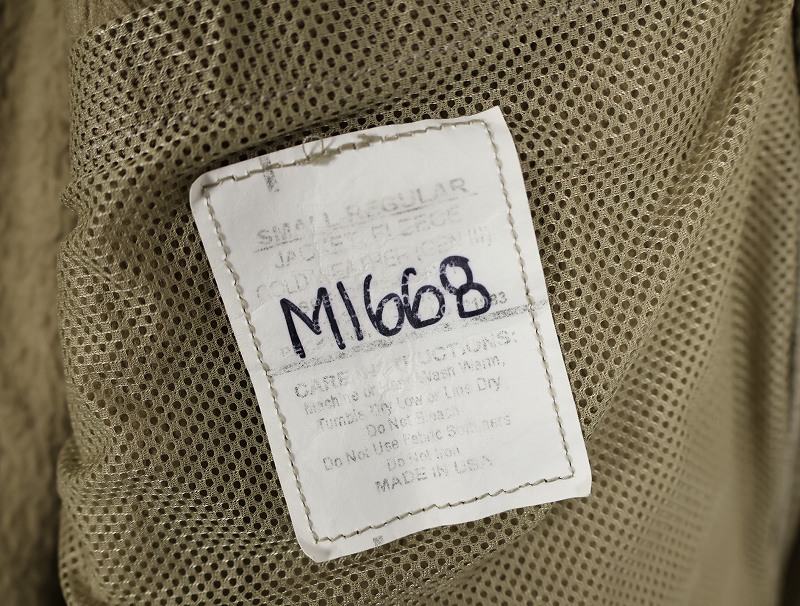 SMALL REGULAR
JACKET, FLEECE
COLD WEATHER (GEN III)
M1668
CARE INSTRUCTIONS:
Machine or Hand Wash Warm,
Tumble Dry Low or Line Dry
Do Not Bleach
Do Not Use Fabric Softeners
Do Not Iron
MADE IN USA